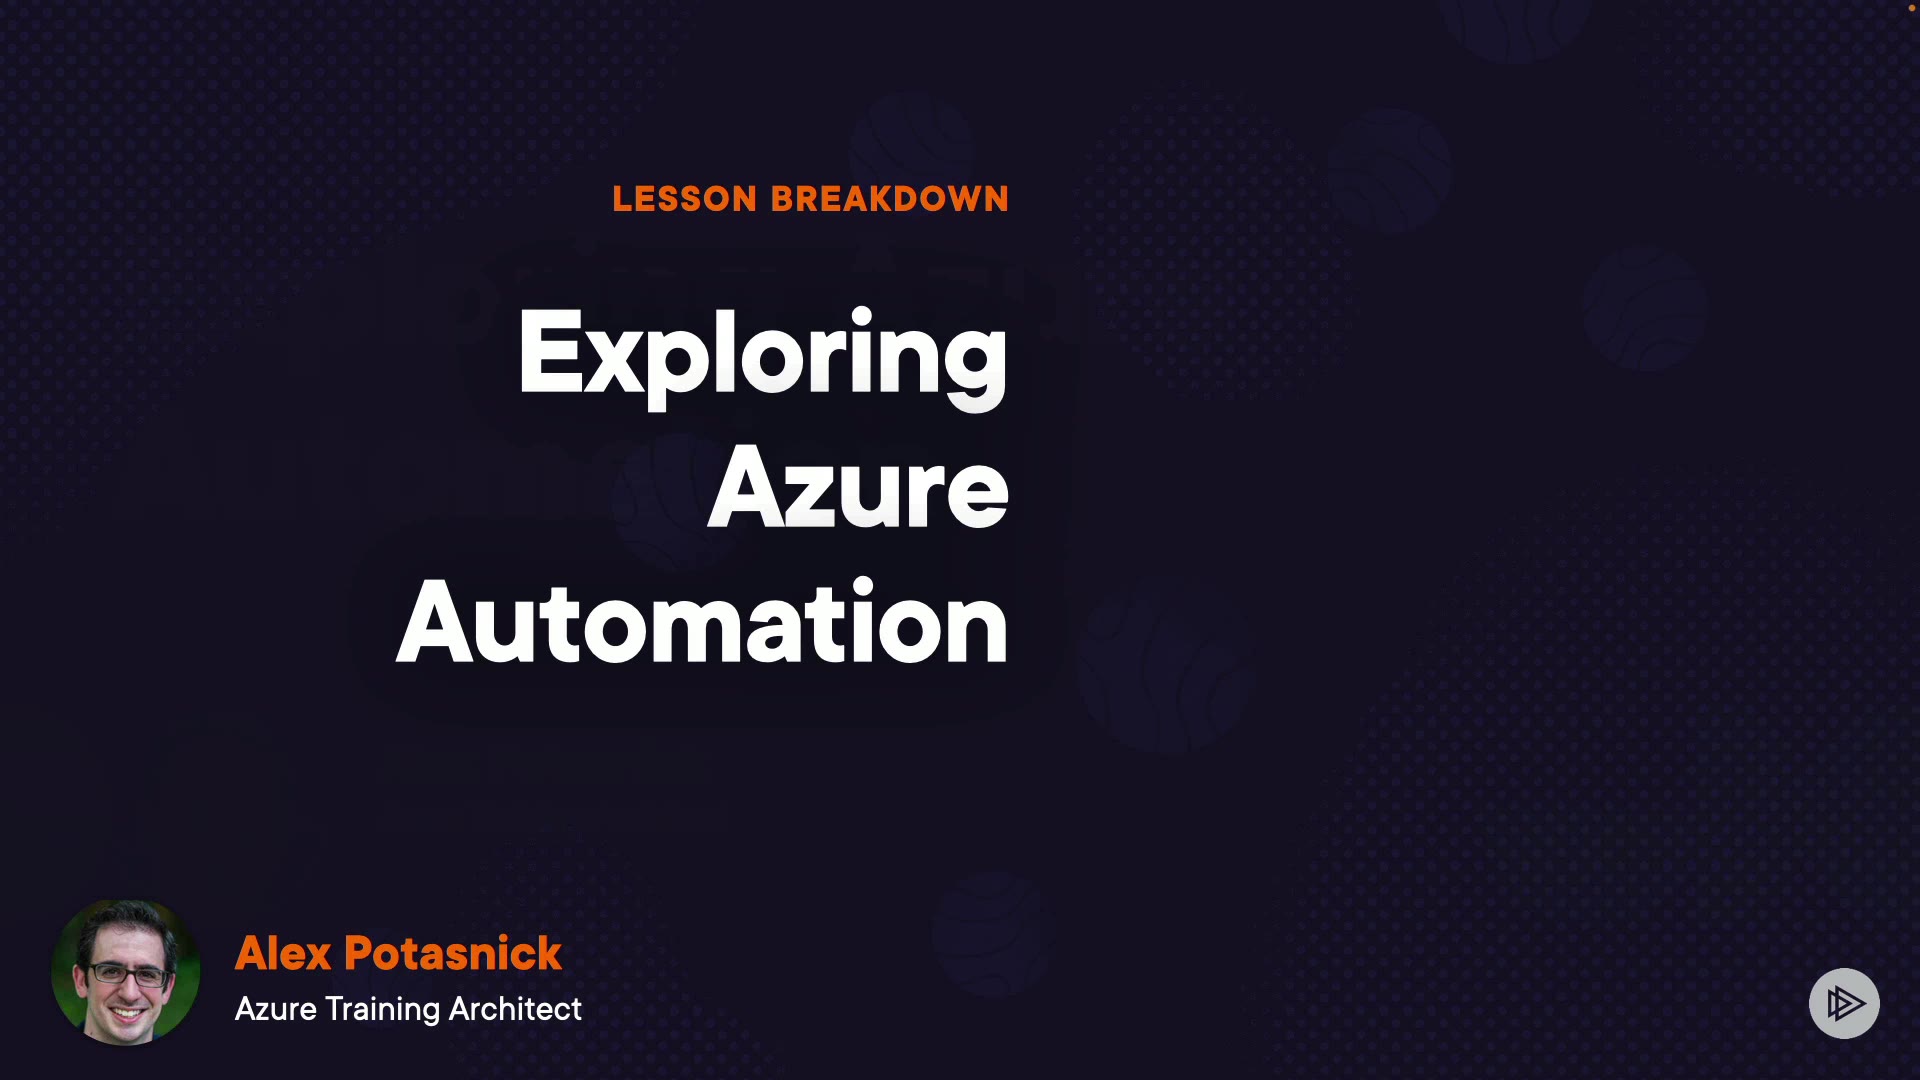 LESSON BREAKDOWN
Exploring
Azure
Automation
Alex Potasnick
Azure Training Architect